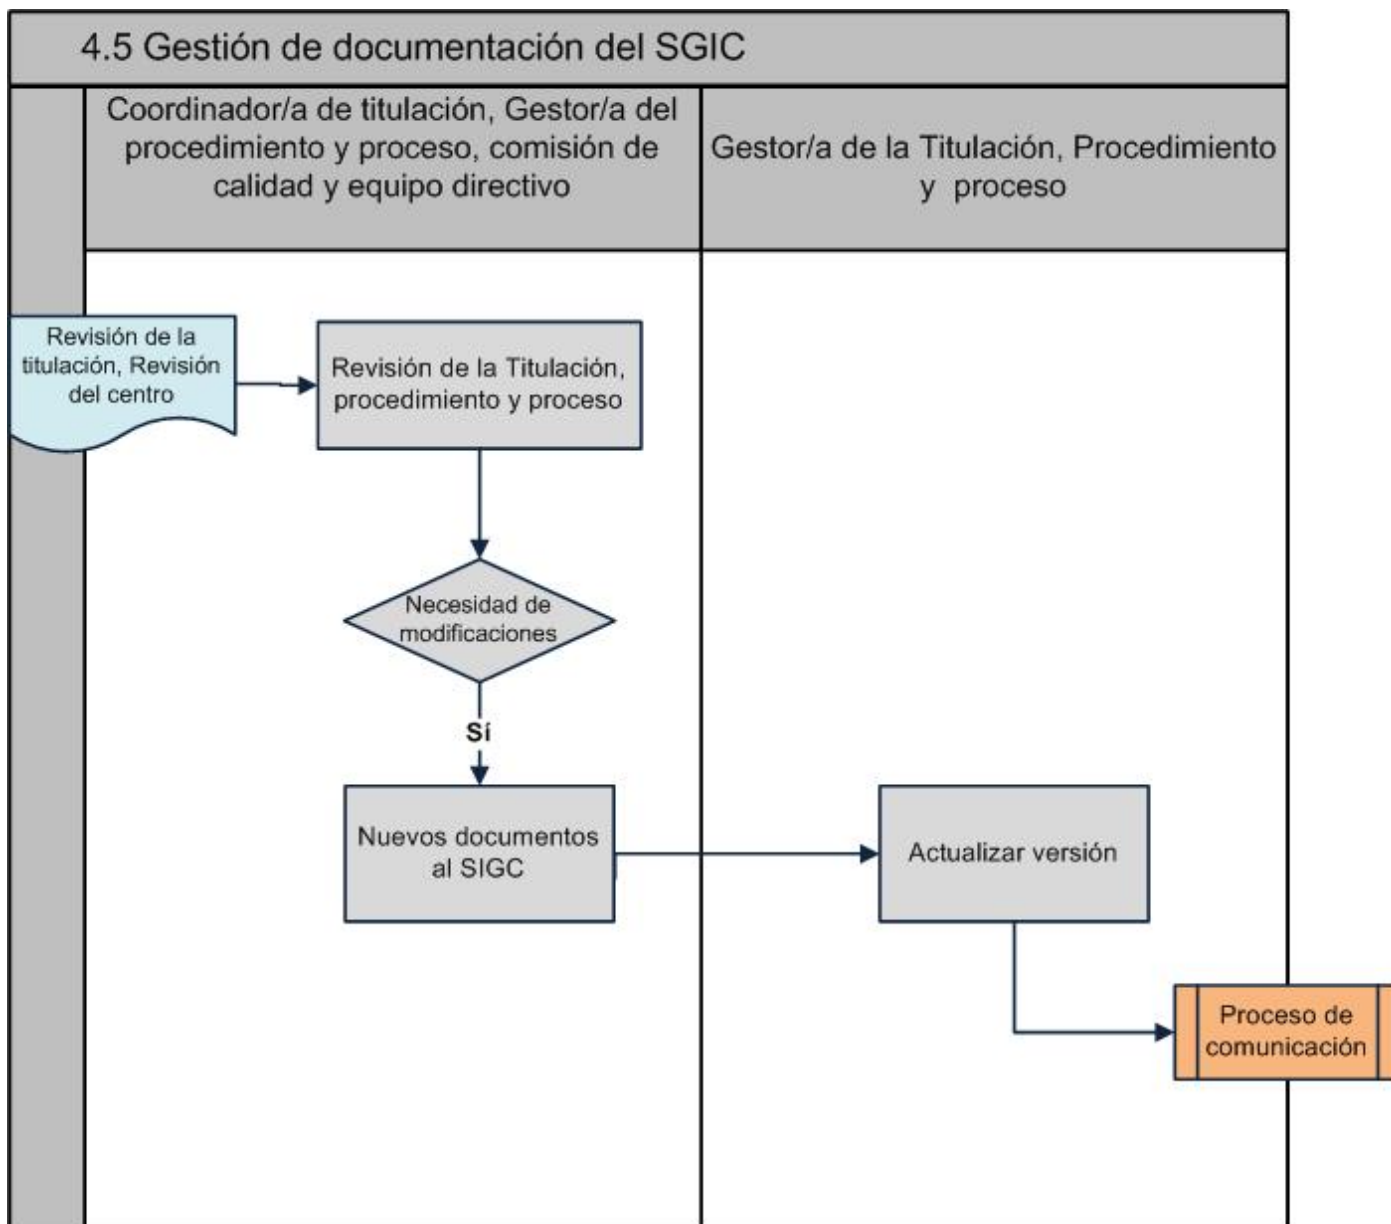 4.5 Gestión de documentación del SGIC
Coordinador/a de titulación, Gestor/a del
procedimiento y proceso, comisión de
calidad y equipo directivo
Gestor/a de la Titulación, Procedimiento
y proceso
Revisión de la
titulación, Revisión
del centro
Revisión de la Titulación,
procedimiento y proceso
Necesidad de
modificaciones
Sí
Nuevos documentos
al SIGC
Actualizar versión
Proceso de
comunicación